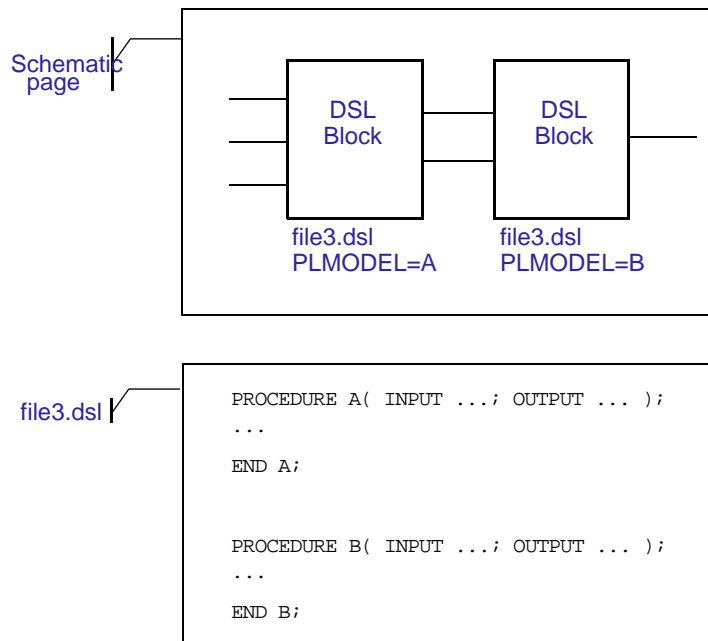 Schematic
page
DSL
Block
DSL
Block
file3.dsl
PLMODEL=A
file3.dsl
PLMODEL=B
file3.dsl
PROCEDURE A( INPUT ...; OUTPUT ... );
...
END A;
PROCEDURE B( INPUT ...; OUTPUT ... );
...
END B;